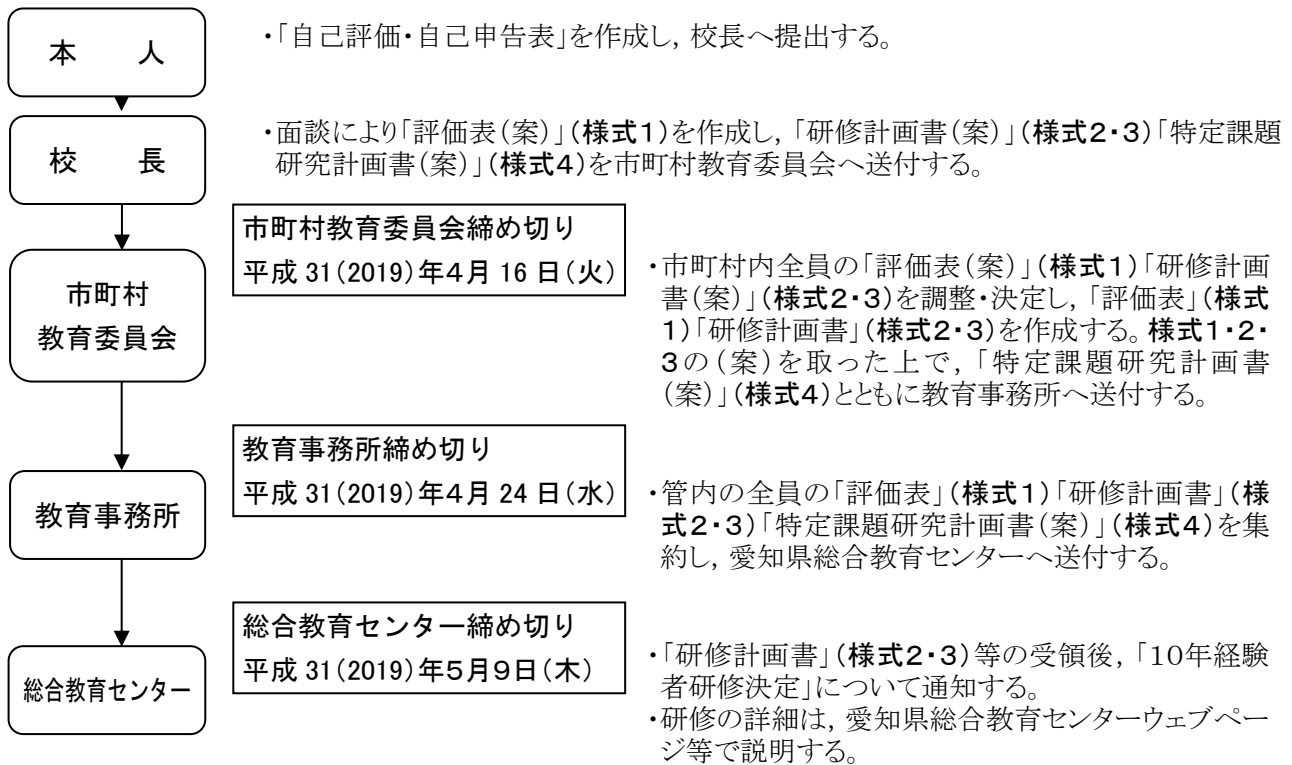 本　　人
・「自己評価・自己申告表」を作成し，校長へ提出する。
校　　長
・面談により「評価表（案）」（様式１）を作成し，「研修計画書（案）」（様式２・３）「特定課題
研究計画書（案）」（様式４）を市町村教育委員会へ送付する。
市町村教育委員会締め切り
平成 31（2019）年４月 16 日（火）
市町村
教育委員会
・市町村内全員の「評価表（案）」（様式１）「研修計画
書（案）」（様式２・３）を調整・決定し，「評価表」（様式
１）「研修計画書」（様式２・３）を作成する。様式１・２・
３の（案）を取った上で，「特定課題研究計画書
（案）」（様式４）とともに教育事務所へ送付する。
教育事務所締め切り
平成 31（2019）年４月 24 日（水）
教育事務所
・管内の全員の「評価表」（様式１）「研修計画書」（様
式２・３）「特定課題研究計画書（案）」（様式４）を集
約し，愛知県総合教育センターへ送付する。
総合教育センター締め切り
平成 31（2019）年５月９日（木）
総合教育センター
・「研修計画書」（様式２・３）等の受領後，「10年経験
者研修決定」について通知する。
・研修の詳細は，愛知県総合教育センターウェブペー
ジ等で説明する。